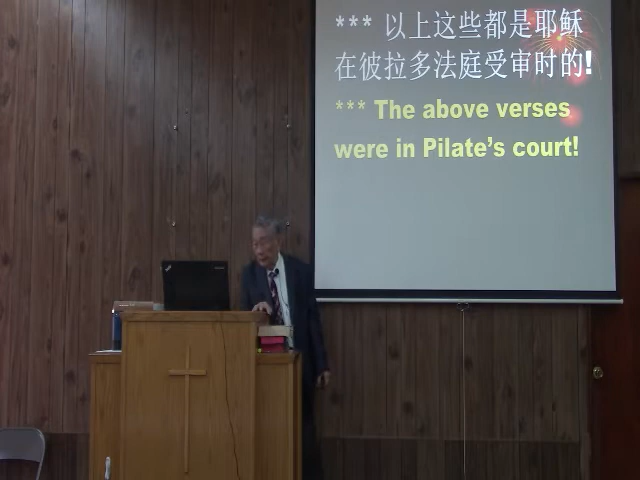 *** 以上这些都是耶稣
在彼拉多法庭受审时的!
*** The above verses
were in Pilate's court!